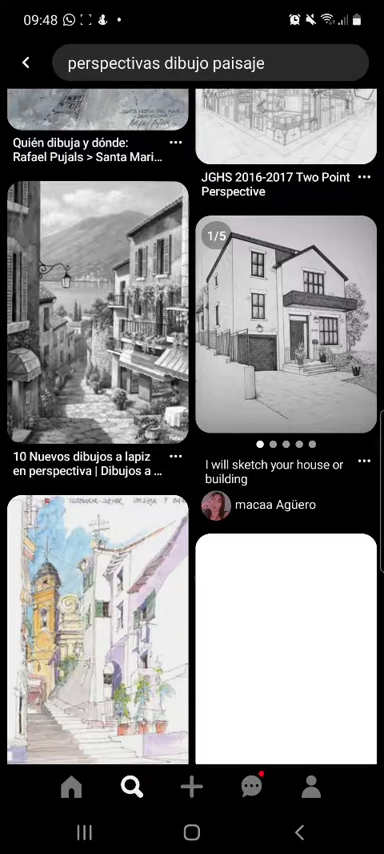 09:48
perspectivas dibujo paisaje
Quién dibuja y dónde:
Rafael Pujals > Santa Mari...
JGHS 2016-2017 Two Point
Perspective
1/5
10 Nuevos dibujos a lapiz
en perspectiva | Dibujos a ...
I will sketch your house or
building
macaa Agüero